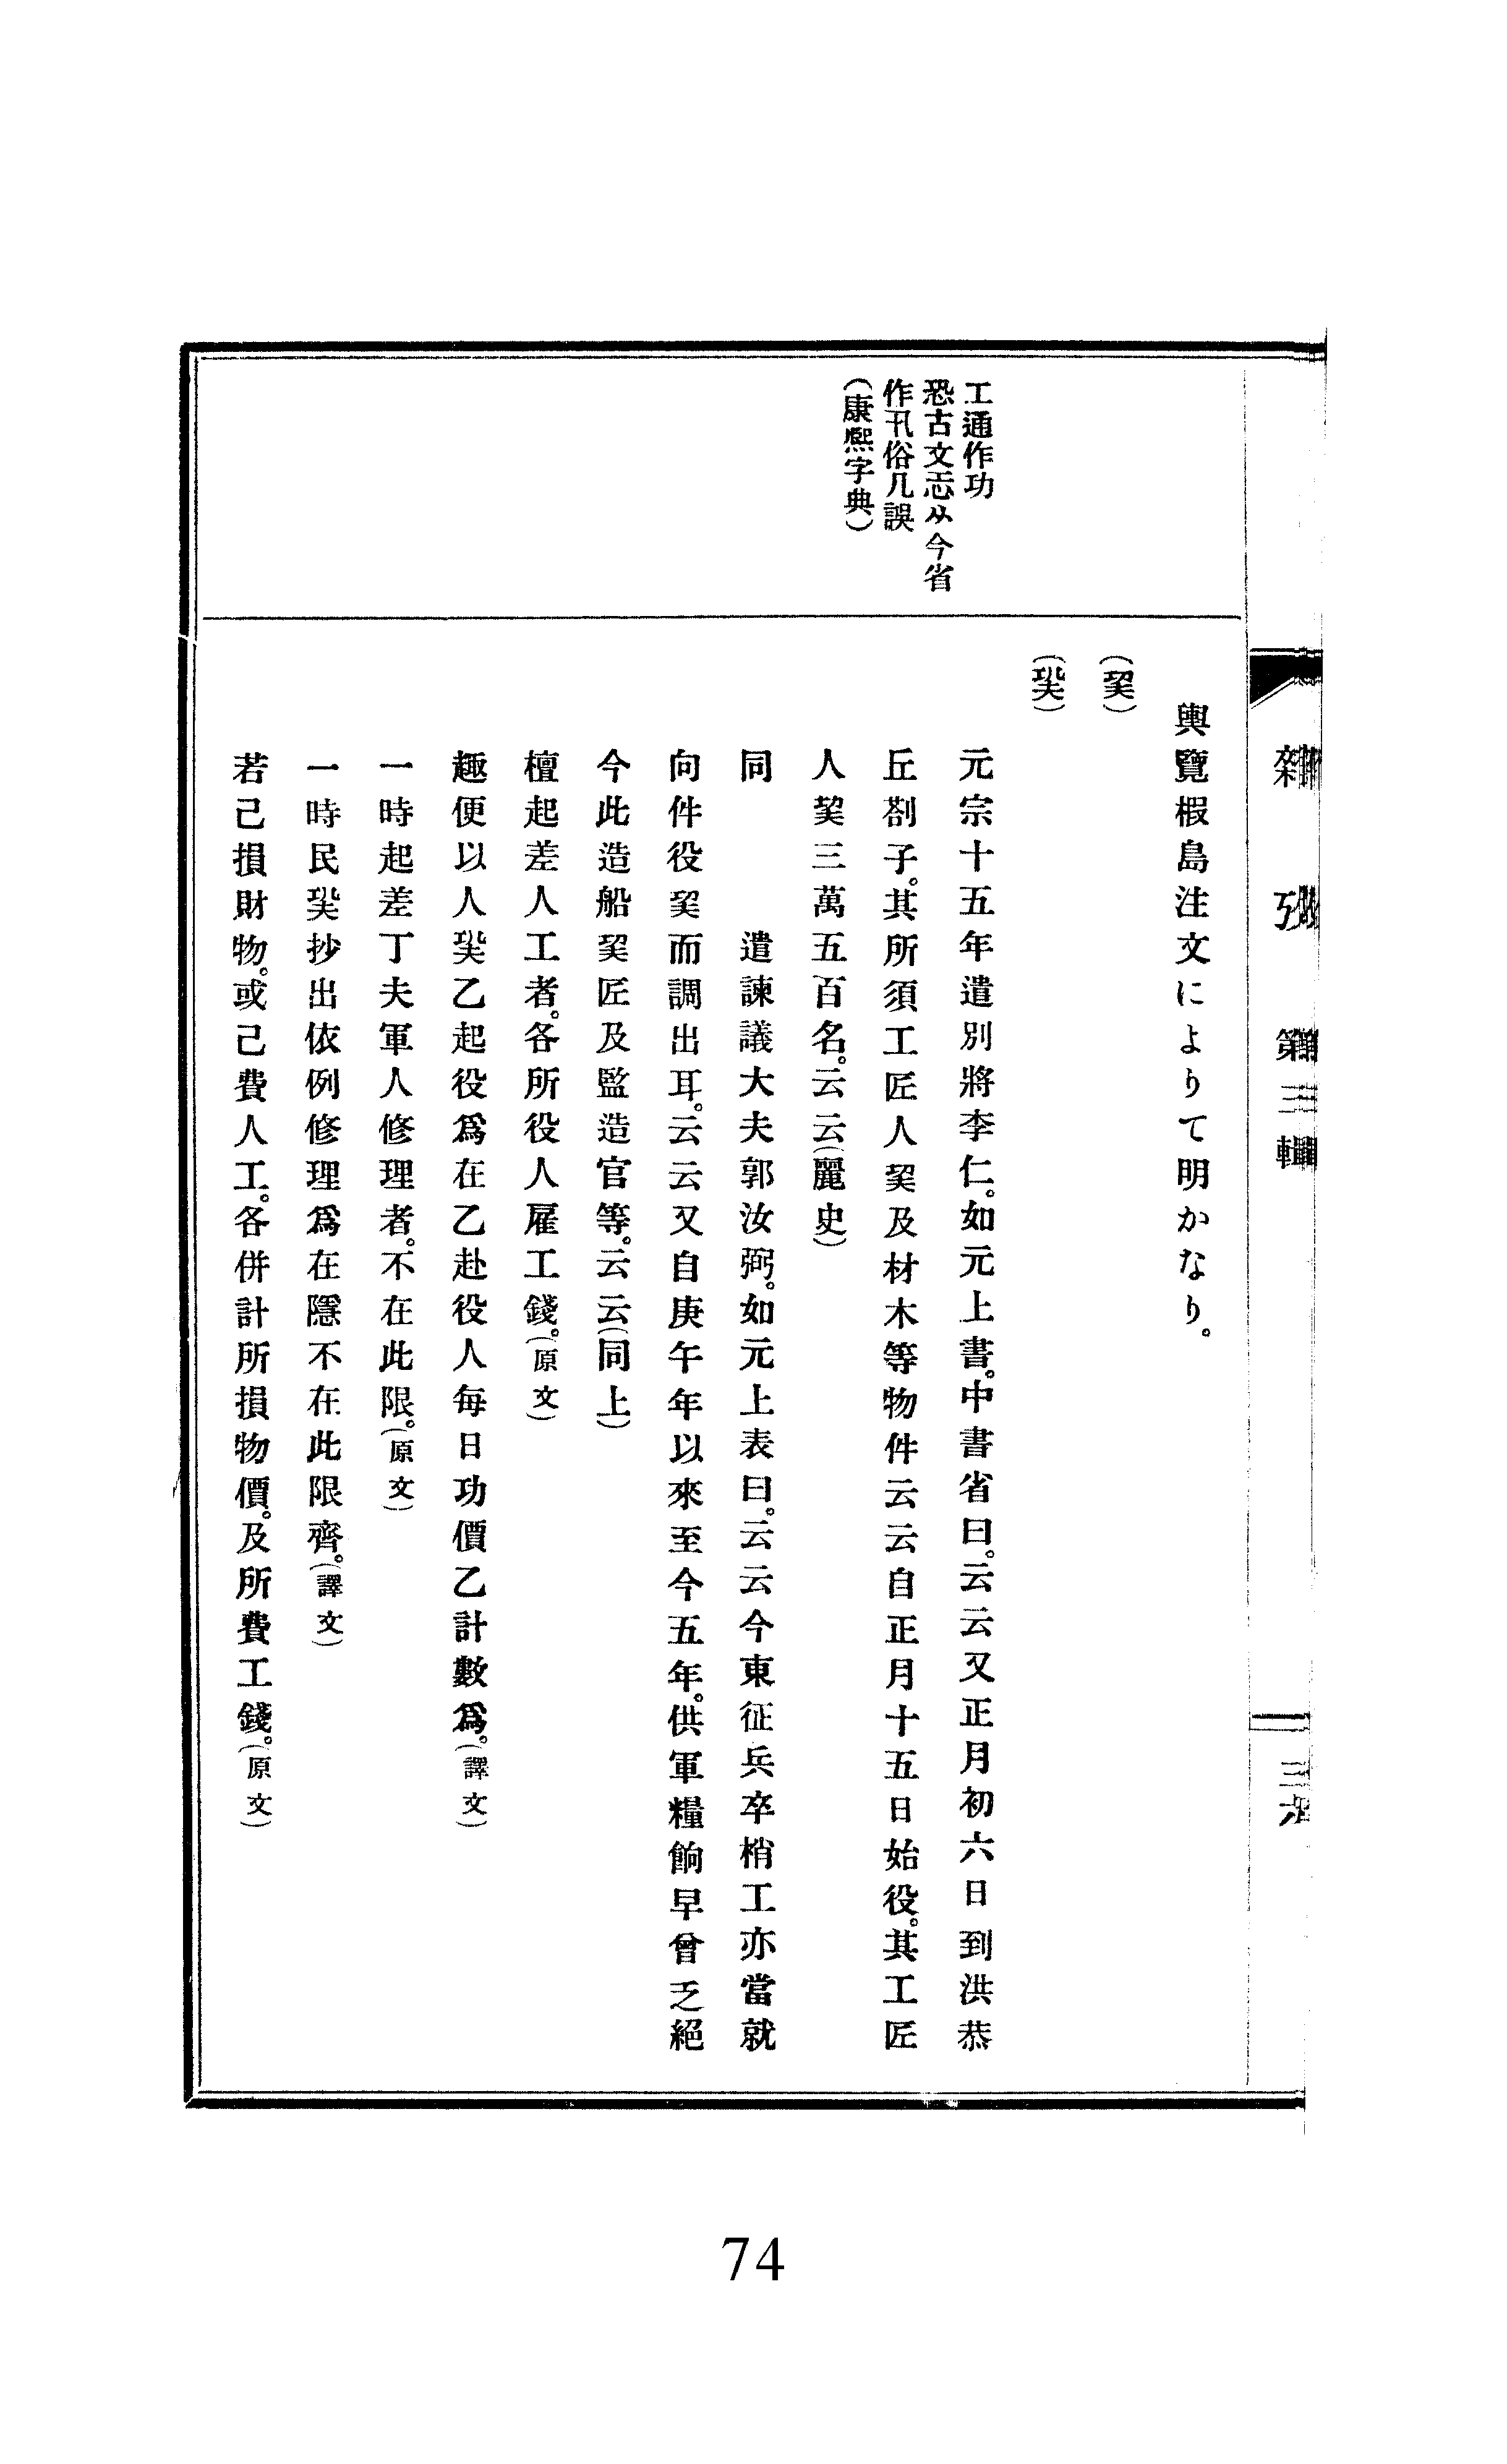 雜攷 第三輯
三六
輿覽椵島注文によりて明かなり。
工通作功
恐古文忎从今省
作卂俗几誤
(康熙字典)
元宗十五年遣別將李仁。如元上書。中書省曰。云云又正月初六日到洪恭
丘剳子。其所須工匠人㺯及材木等物件云云自正月十五日始役。其工匠
人㺯三萬五百名。云云(麗史)
同 遣諫議大夫郭汝弼。如元上表曰。云云今東征兵卒梢工亦當就
向件役㺯而調出耳。云云又自庚午年以來至今五年。供軍糧餉早曾乏絕
今此造船㺯匠及監造官等。云云(同上)
檀起差人工者。各所役人雇工錢。(原文)
趣便以人乙起役爲在乙赴役人每日功價乙計數爲。(譯文)
一時起差丁夫軍人修理者。不在此限。(原文)
一時民抄出依例修理爲在隱不在此限齊。(譯文)
若己損財物。或己費人工。各併計所損物價。及所費工錢。(原文)
74